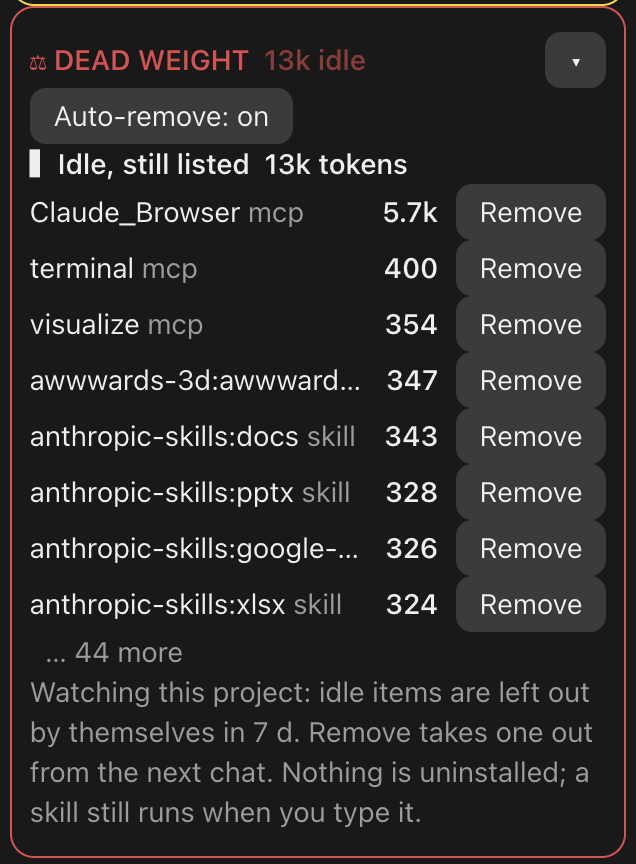 ⚖ DEAD WEIGHT 13k idle ▾
Auto-remove: on
Idle, still listed 13k tokens
Claude_Browser mcp 5.7k Remove
terminal mcp 400 Remove
visualize mcp 354 Remove
awwwards-3d:awwward... 347 Remove
anthropic-skills:docs skill 343 Remove
anthropic-skills:pptx skill 328 Remove
anthropic-skills:google-... 326 Remove
anthropic-skills:xlsx skill 324 Remove
... 44 more
Watching this project: idle items are left out
by themselves in 7 d. Remove takes one out
from the next chat. Nothing is uninstalled; a
skill still runs when you type it.